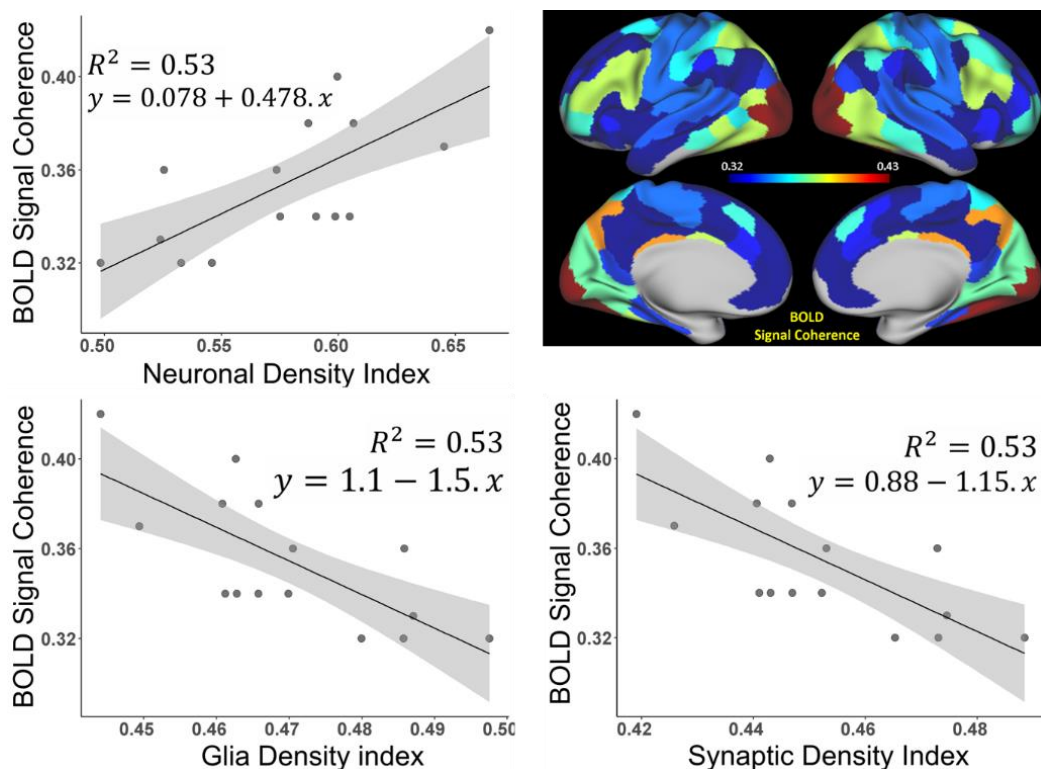 BOLD Signal Coherence
R² = 0.53
y = 0.078 + 0.478.x
0.40
0.36
0.32
0.50
0.55
0.60
0.65
Neuronal Density Index
0.32
0.43
BOLD
Signal Coherence
BOLD Signal Coherence
R² = 0.53
y = 1.1 − 1.5.x
0.40
0.36
0.32
0.45
0.46
0.47
0.48
0.49
0.50
Glia Density index
BOLD Signal Coherence
R² = 0.53
y = 0.88 − 1.15.x
0.40
0.36
0.32
0.42
0.44
0.46
0.48
Synaptic Density Index